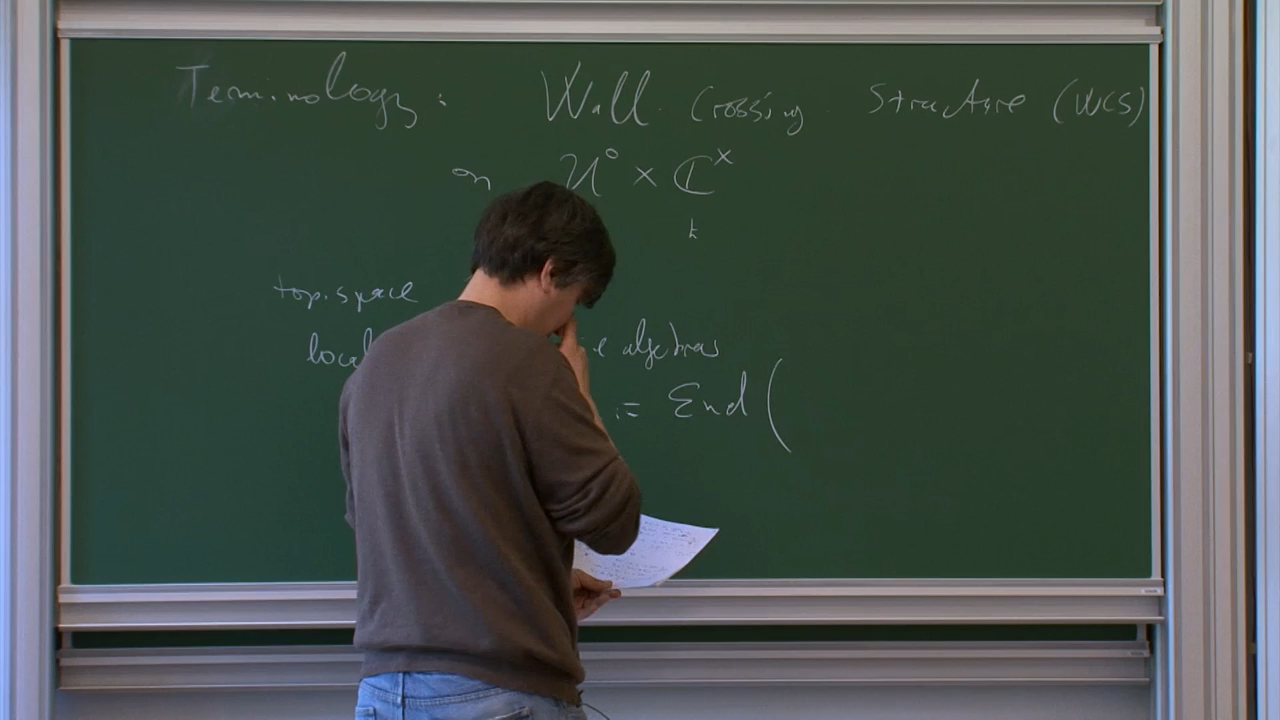 Terminology: Wall Crossing Structure (WCS)
on U° × ℂ^×
ħ
top. space
local algebras
:= End (